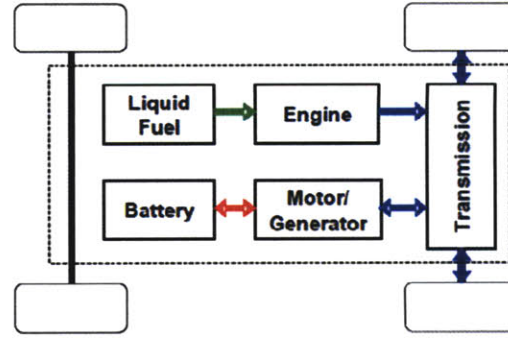 Liquid
Fuel
Engine
Transmission
Battery
Motor/
Generator